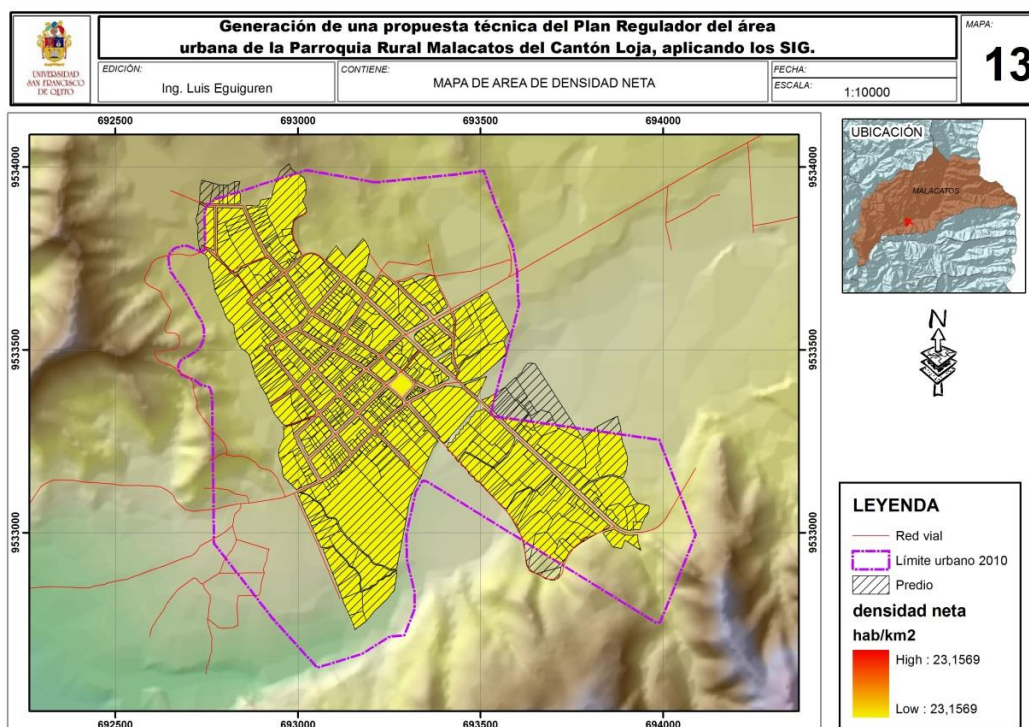 Generación de una propuesta técnica del Plan Regulador del área
urbana de la Parroquia Rural Malacatos del Cantón Loja, aplicando los SIG.
MAPA:
13
UNIVERSIDAD
SAN FRANCISCO
DE QUITO
EDICIÓN:
Ing. Luis Eguiguren
CONTIENE:
MAPA DE AREA DE DENSIDAD NETA
FECHA:
ESCALA:
1:10000
692500
693000
693500
694000
9534000
9533500
9533000
9534000
9533500
9533000
692500
693000
693500
694000
UBICACIÓN
MALACATOS
N
LEYENDA
Red vial
Límite urbano 2010
Predio
densidad neta
hab/km2
High : 23,1569
Low : 23,1569